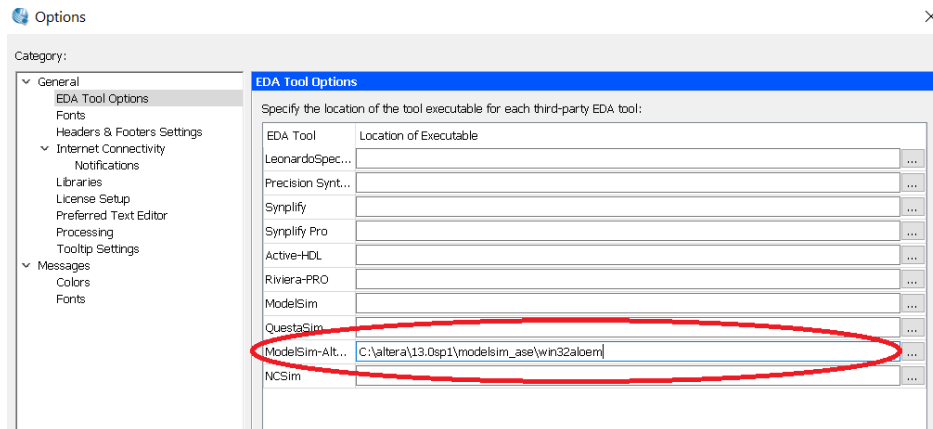 Options
Category:
General
EDA Tool Options
Fonts
Headers & Footers Settings
Internet Connectivity
Notifications
Libraries
License Setup
Preferred Text Editor
Processing
Tooltip Settings
Messages
Colors
Fonts
EDA Tool Options
Specify the location of the tool executable for each third-party EDA tool:
EDA Tool Location of Executable
LeonardoSpec... ...
Precision Synt... ...
Synplify ...
Synplify Pro ...
Active-HDL ...
Riviera-PRO ...
ModelSim ...
QuestaSim ...
ModelSim-Alt... C:\altera\13.0sp1\modelsim_ase\win32aloem ...
NCSim ...